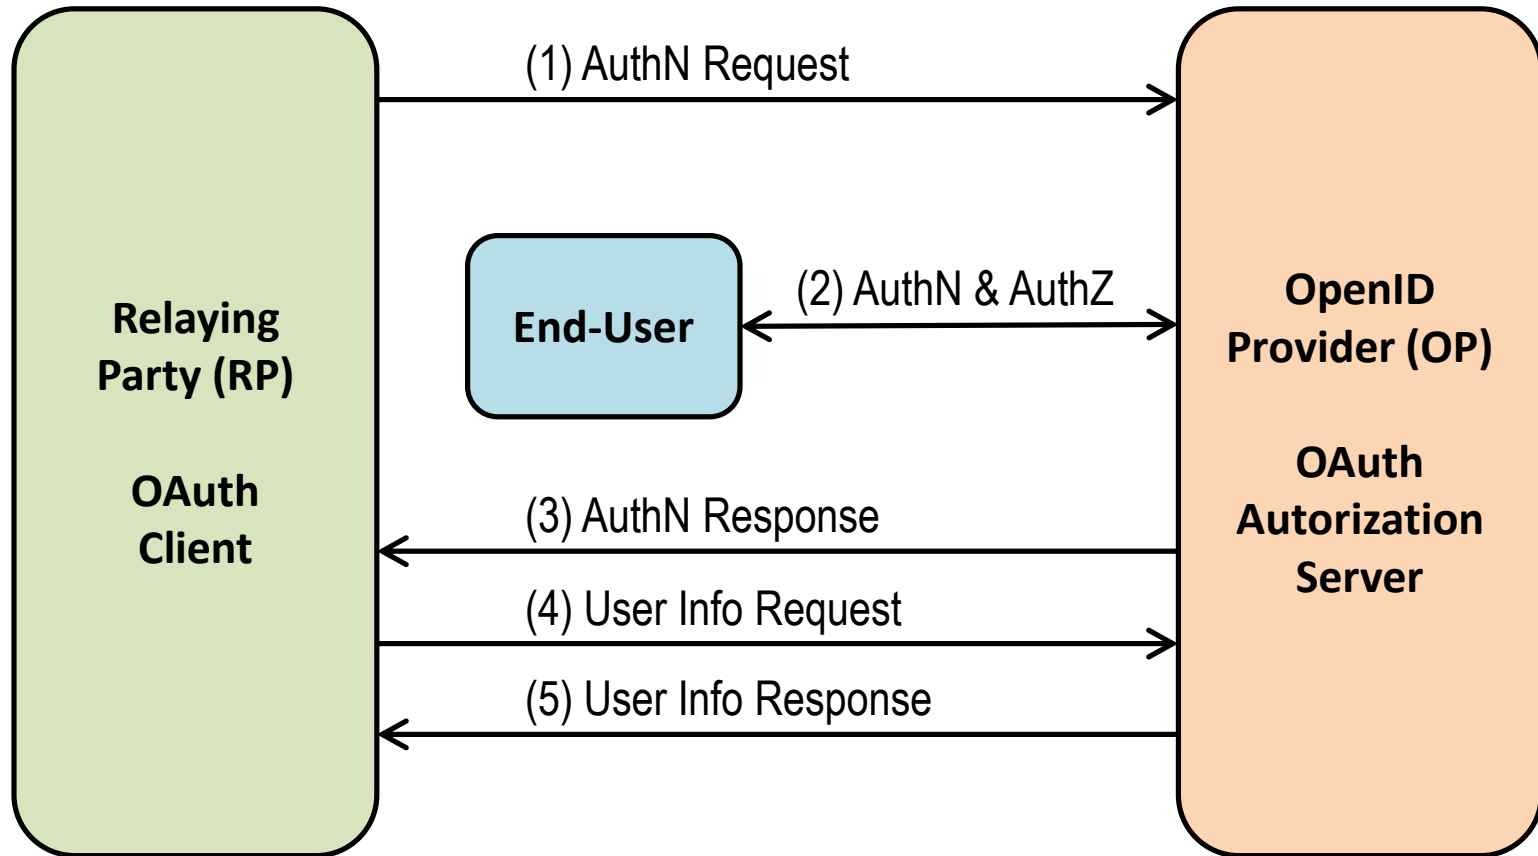 (1) AuthN Request
Relaying
Party (RP)
OAuth
Client
End-User
(2) AuthN & AuthZ
OpenID
Provider (OP)
OAuth
Autorization
Server
(3) AuthN Response
(4) User Info Request
(5) User Info Response